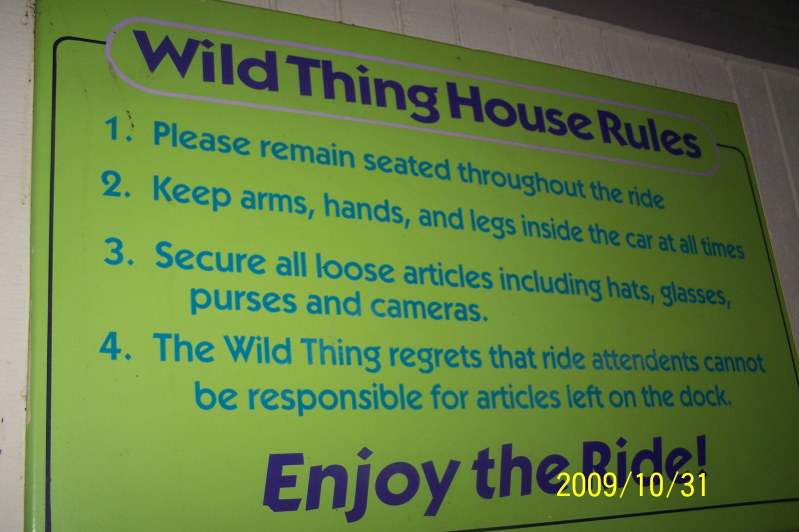 Wild Thing House Rules
1. Please remain seated throughout the ride
2. Keep arms, hands, and legs inside the car at all times
3. Secure all loose articles including hats, glasses,
purses and cameras.
4. The Wild Thing regrets that ride attendents cannot
be responsible for articles left on the dock.
Enjoy the Ride!
2009/10/31